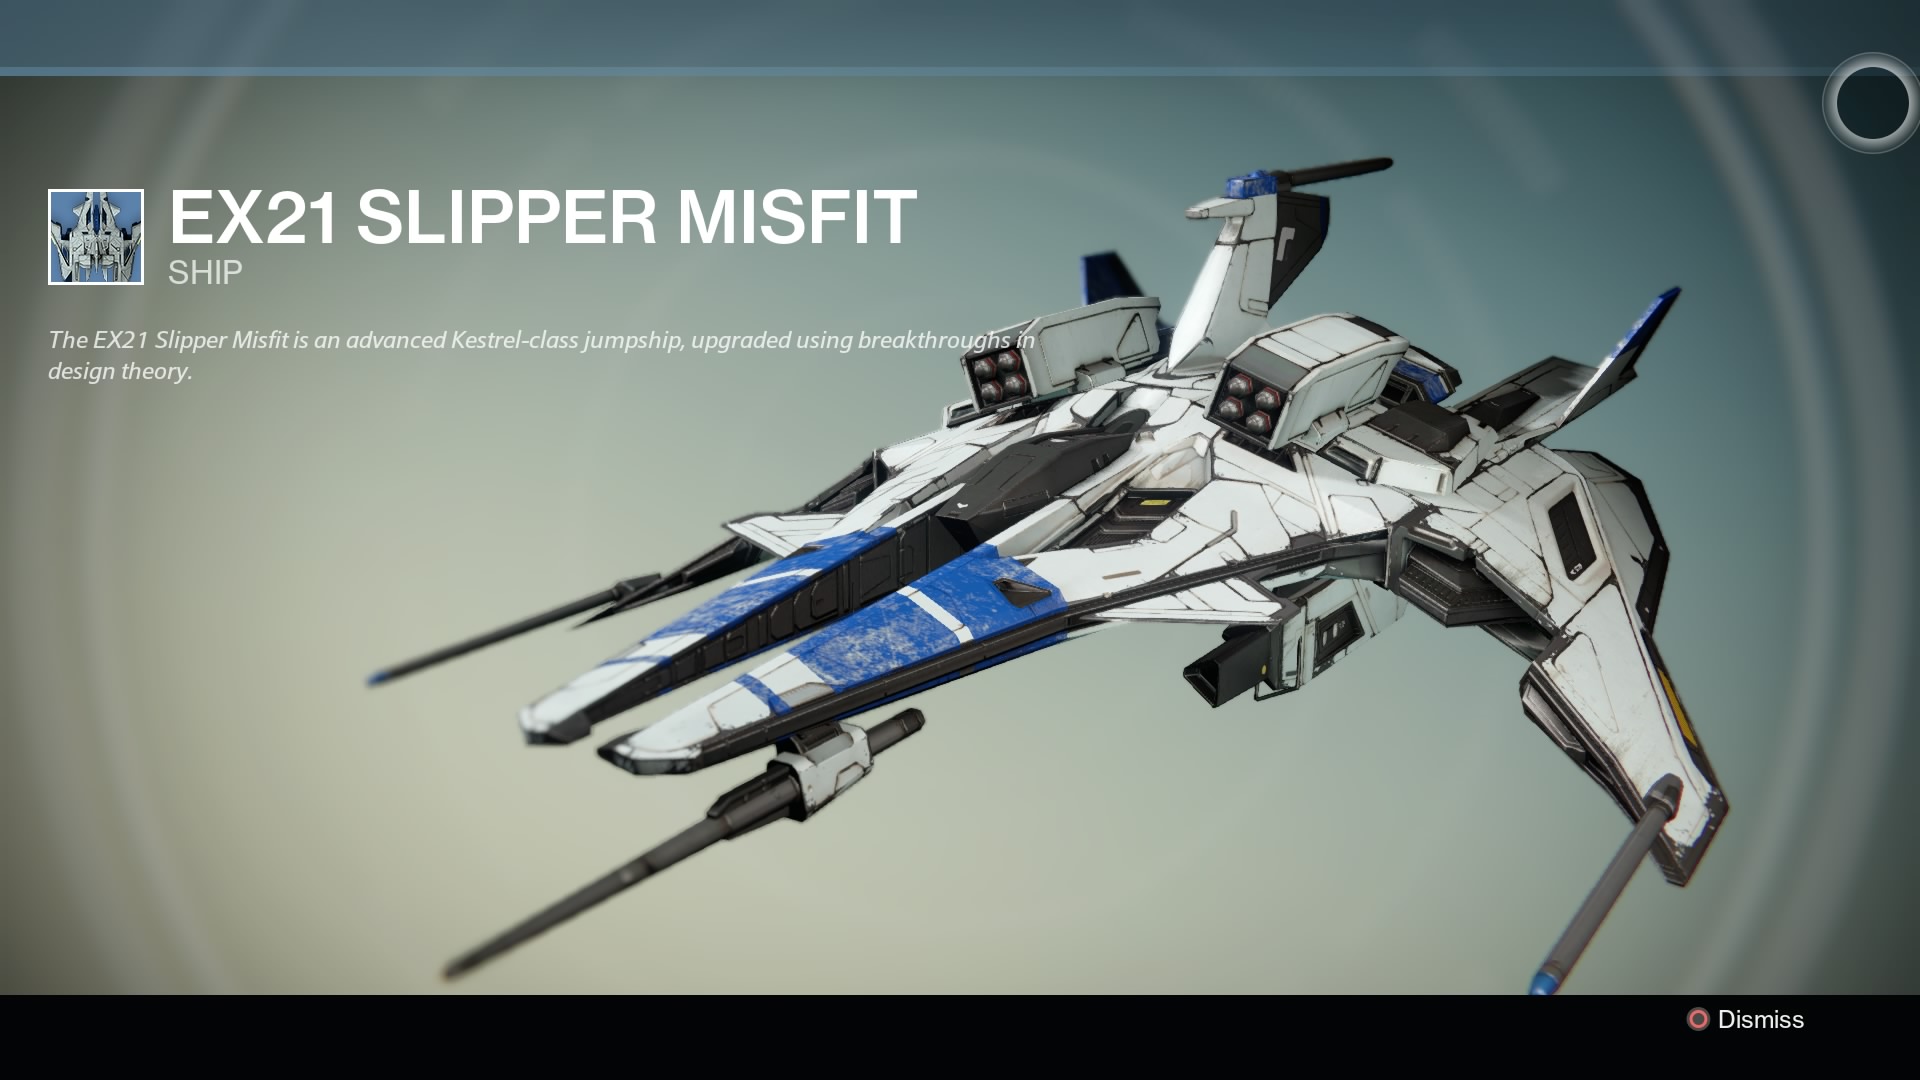 EX21 SLIPPER MISFIT
SHIP
The EX21 Slipper Misfit is an advanced Kestrel-class jumpship, upgraded using breakthroughs in
design theory.
Dismiss